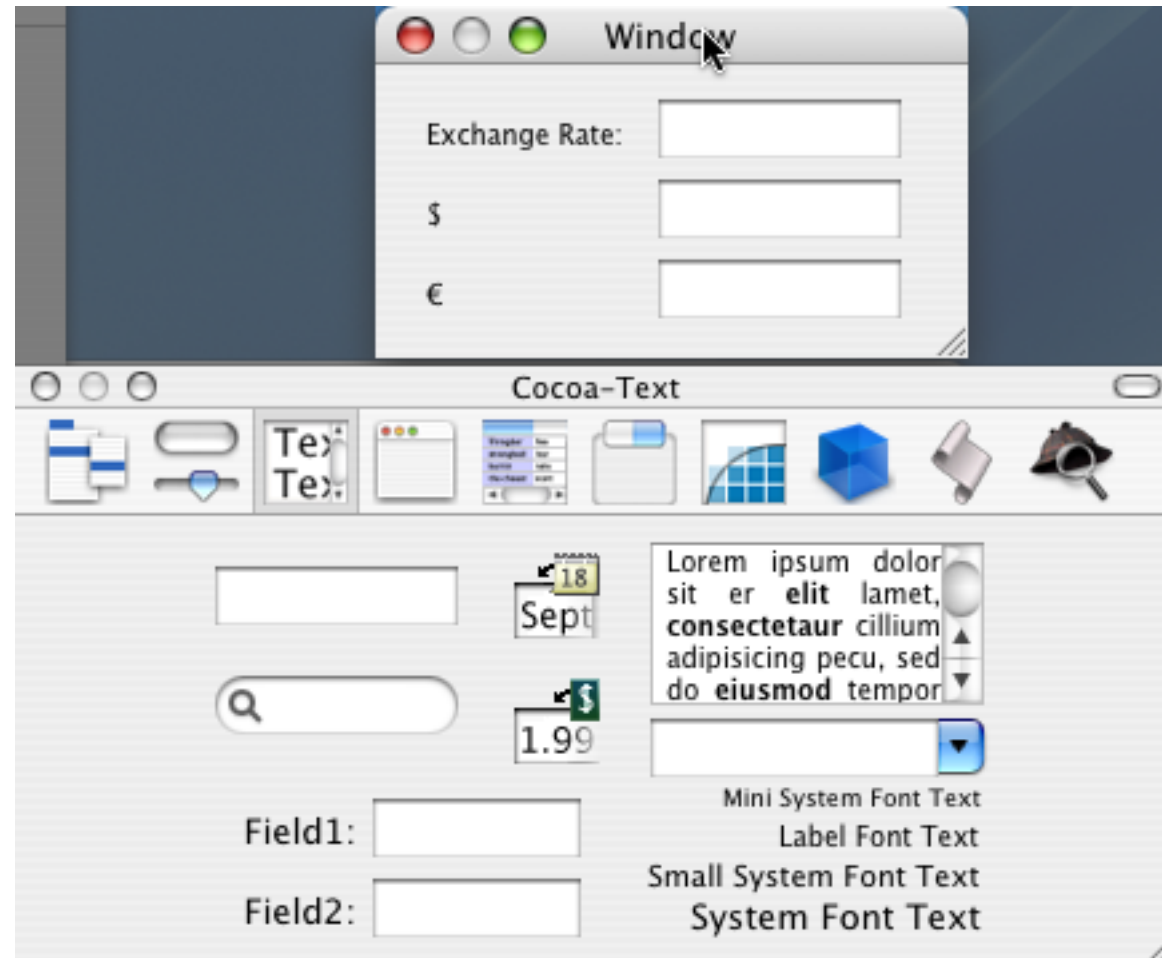 Window
Exchange Rate:
$
€
Cocoa-Text
Tex
Tex
18
Sept
$
1.99
Lorem ipsum dolor
sit er elit lamet,
consectetaur cillium
adipisicing pecu, sed
do eiusmod tempor
Mini System Font Text
Label Font Text
Small System Font Text
System Font Text
Field1:
Field2: